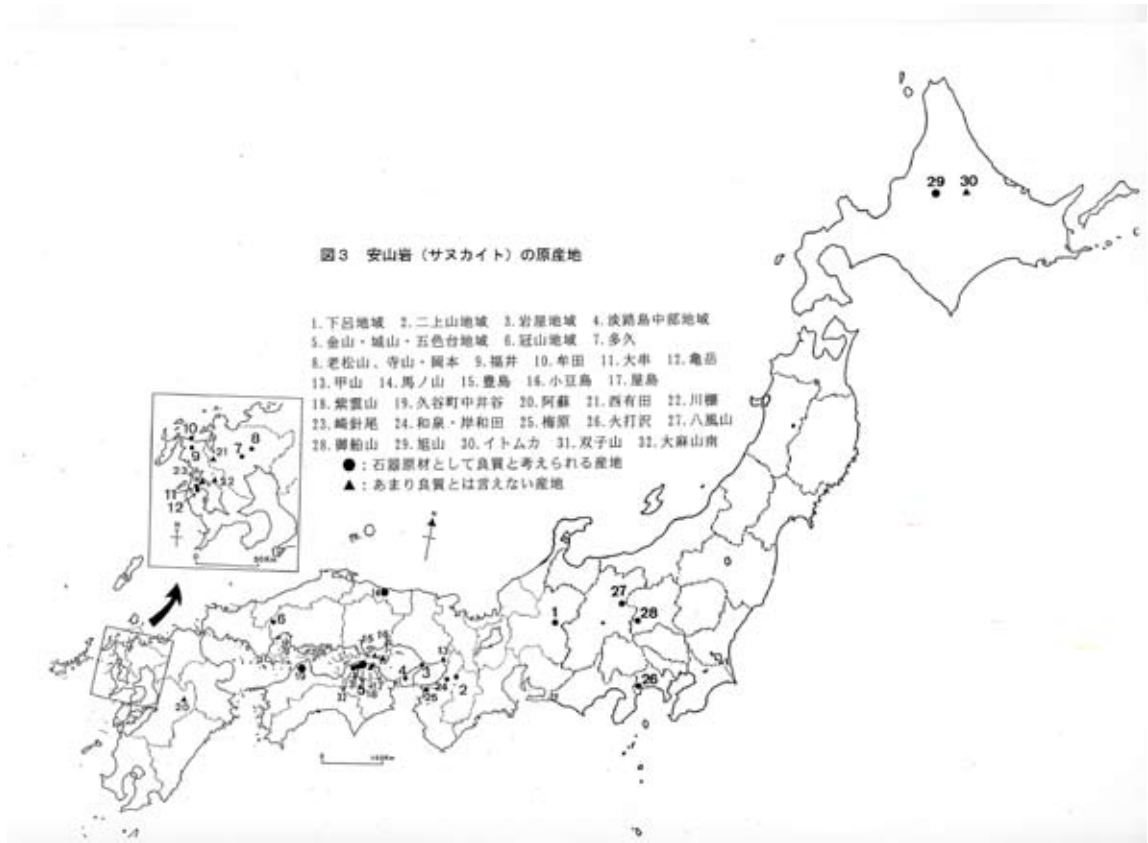 29 30
図3 安山岩(サヌカイト)の原産地
1.下呂地域 2.二上山地域 3.岩屋地域 4.淡路島中部地域
5.金山・城山・五色台地域 6.冠山地域 7.多久
8.老松山、寺山・岡本 9.福井 10.牟田 11.大串 12.亀岳
13.甲山 14.馬ノ山 15.豊島 16.小豆島 17.屋島
18.紫雲山 19.久谷町中井谷 20.阿蘇 21.西有田 22.川棚
23.崎針尾 24.和泉・岸和田 25.梅原 26.火打沢 27.八風山
28.御船山 29.旭山 30.イトムカ 31.双子山 32.大麻山南
●:石器原材として良質と考えられる産地
▲:あまり良質とは言えない産地
10
8
7
9
21
23
22
11
12
N
0 50Km
N
27
1
28
6
13
3
4
5
2
24
25
26
20
0